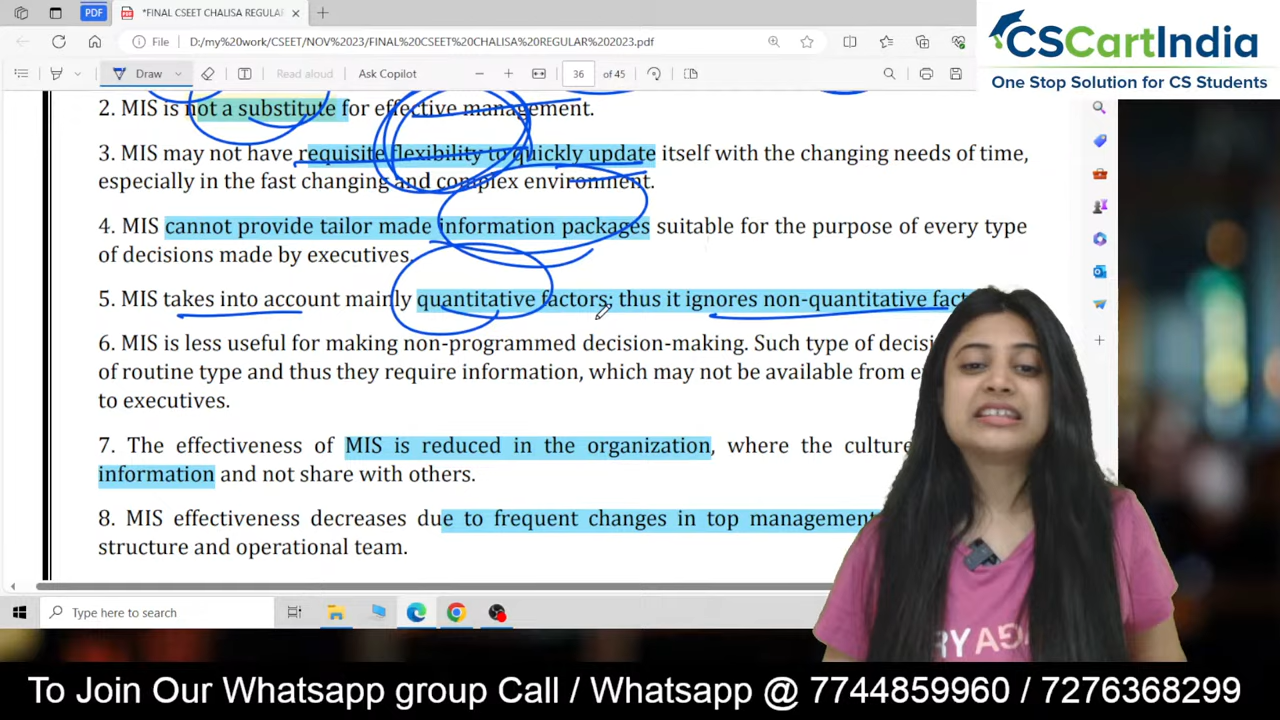 *FINAL CSEET CHALISA REGULAR
File
D:/my%20work/CSEET/NOV%2023/FINAL%20CSEET%20CHALISA%20REGULAR%202023.pdf
Draw
Read aloud
Ask Copilot
36 of 45
CSCartIndia
One Stop Solution for CS Students
2. MIS is not a substitute for effective management.
3. MIS may not have requisite flexibility to quickly update itself with the changing needs of time,
especially in the fast changing and complex environment.
4. MIS cannot provide tailor made information packages suitable for the purpose of every type
of decisions made by executives.
5. MIS takes into account mainly quantitative factors; thus it ignores non-quantitative
6. MIS is less useful for making non-programmed decision-making. Such type of
of routine type and thus they require information, which may not be available from
to executives.
7. The effectiveness of MIS is reduced in the organization, where the culture
information and not share with others.
8. MIS effectiveness decreases due to frequent changes in top management
structure and operational team.
Type here to search
To Join Our Whatsapp group Call / Whatsapp @ 7744859960 / 7276368299